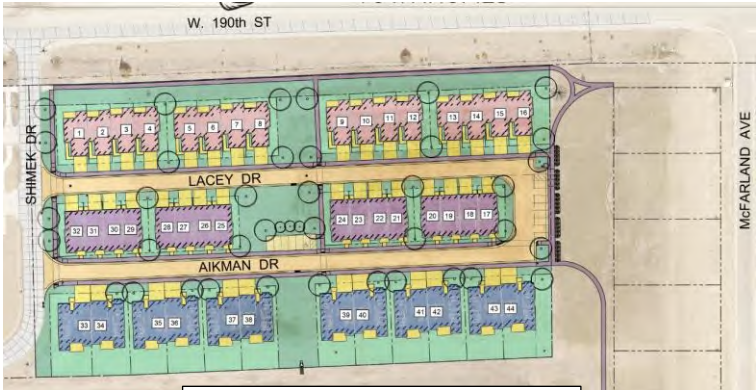 W. 190th ST
SHIMEK DR
McFARLAND AVE
1 2 3 4 5 6 7 8 9 10 11 12 13 14 15 16
LACEY DR
32 31 30 29 28 27 26 25 24 23 22 21 20 19 18 17
AIKMAN DR
33 34 35 36 37 38 39 40 41 42 43 44